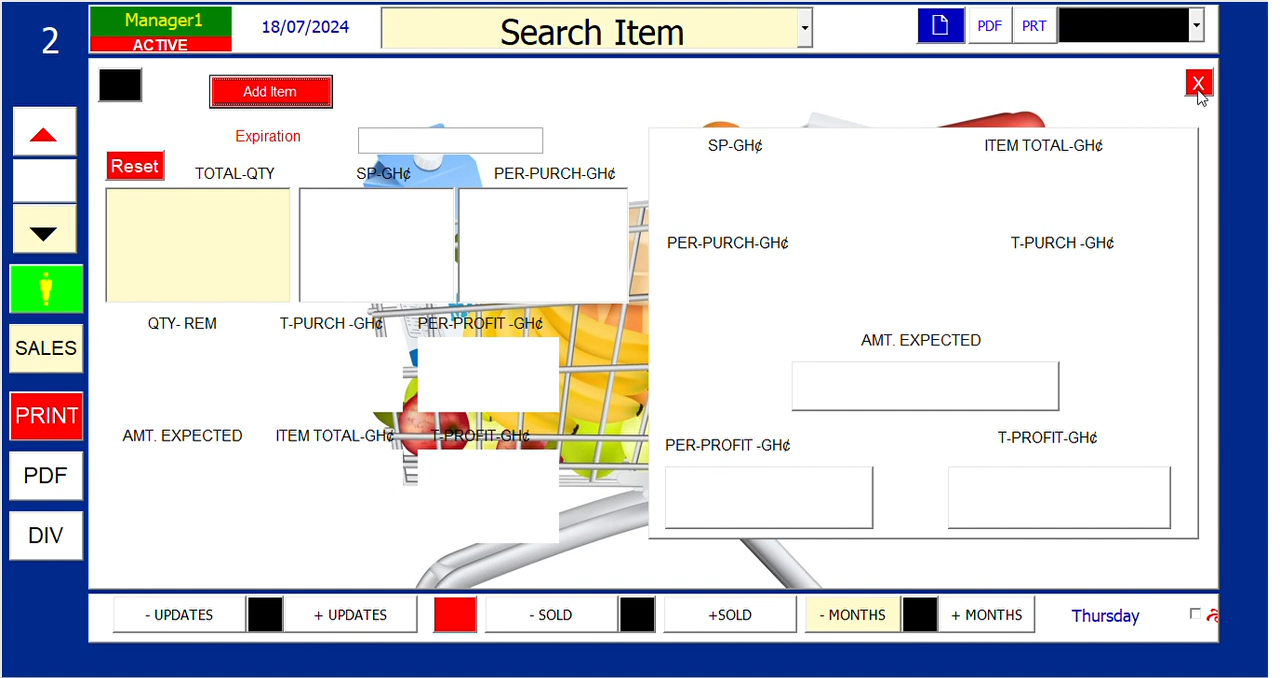 2
Manager1
ACTIVE
18/07/2024
Search Item
PDF
PRT
X
Add Item
Expiration
Reset
TOTAL-QTY
SP-GH¢
PER-PURCH-GH¢
SP-GH¢
ITEM TOTAL-GH¢
PER-PURCH-GH¢
T-PURCH -GH¢
QTY- REM
T-PURCH -GH¢
PER-PROFIT -GH¢
AMT. EXPECTED
SALES
PRINT
AMT. EXPECTED
ITEM TOTAL-GH¢
T-PROFIT-GH¢
PER-PROFIT -GH¢
T-PROFIT-GH¢
PDF
DIV
- UPDATES
+ UPDATES
- SOLD
+SOLD
- MONTHS
+ MONTHS
Thursday